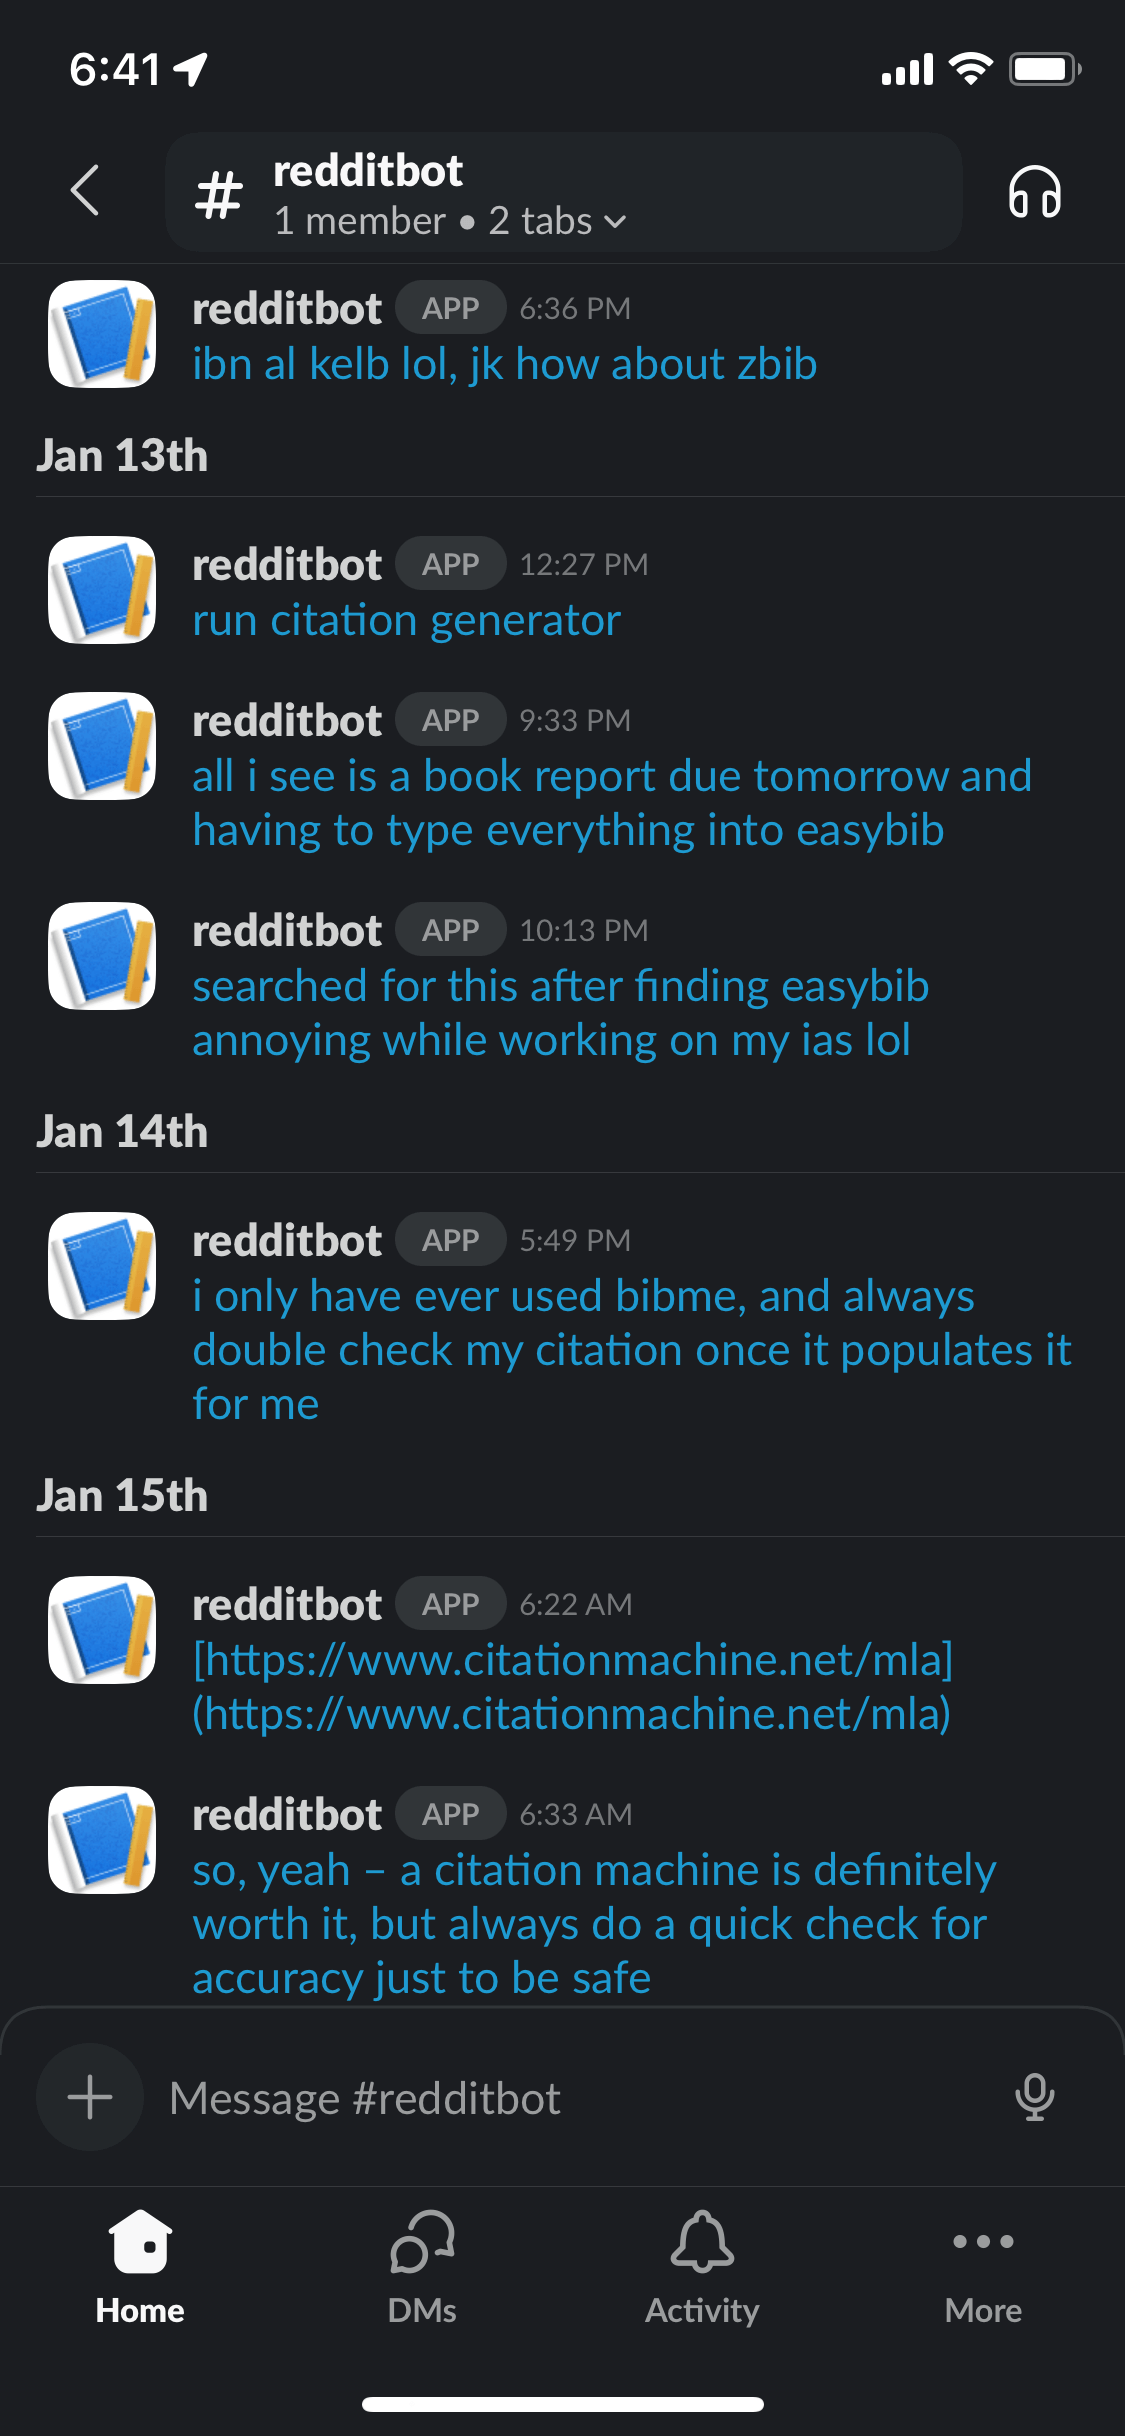 6:41
redditbot
1 member • 2 tabs
redditbot APP 6:36 PM
ibn al kelb lol, jk how about zbib
Jan 13th
redditbot APP 12:27 PM
run citation generator
redditbot APP 9:33 PM
all i see is a book report due tomorrow and
having to type everything into easybib
redditbot APP 10:13 PM
searched for this after finding easybib
annoying while working on my ias lol
Jan 14th
redditbot APP 5:49 PM
i only have ever used bibme, and always
double check my citation once it populates it
for me
Jan 15th
redditbot APP 6:22 AM
[https://www.citationmachine.net/mla]
(https://www.citationmachine.net/mla)
redditbot APP 6:33 AM
so, yeah – a citation machine is definitely
worth it, but always do a quick check for
accuracy just to be safe
Message #redditbot
Home DMs Activity More